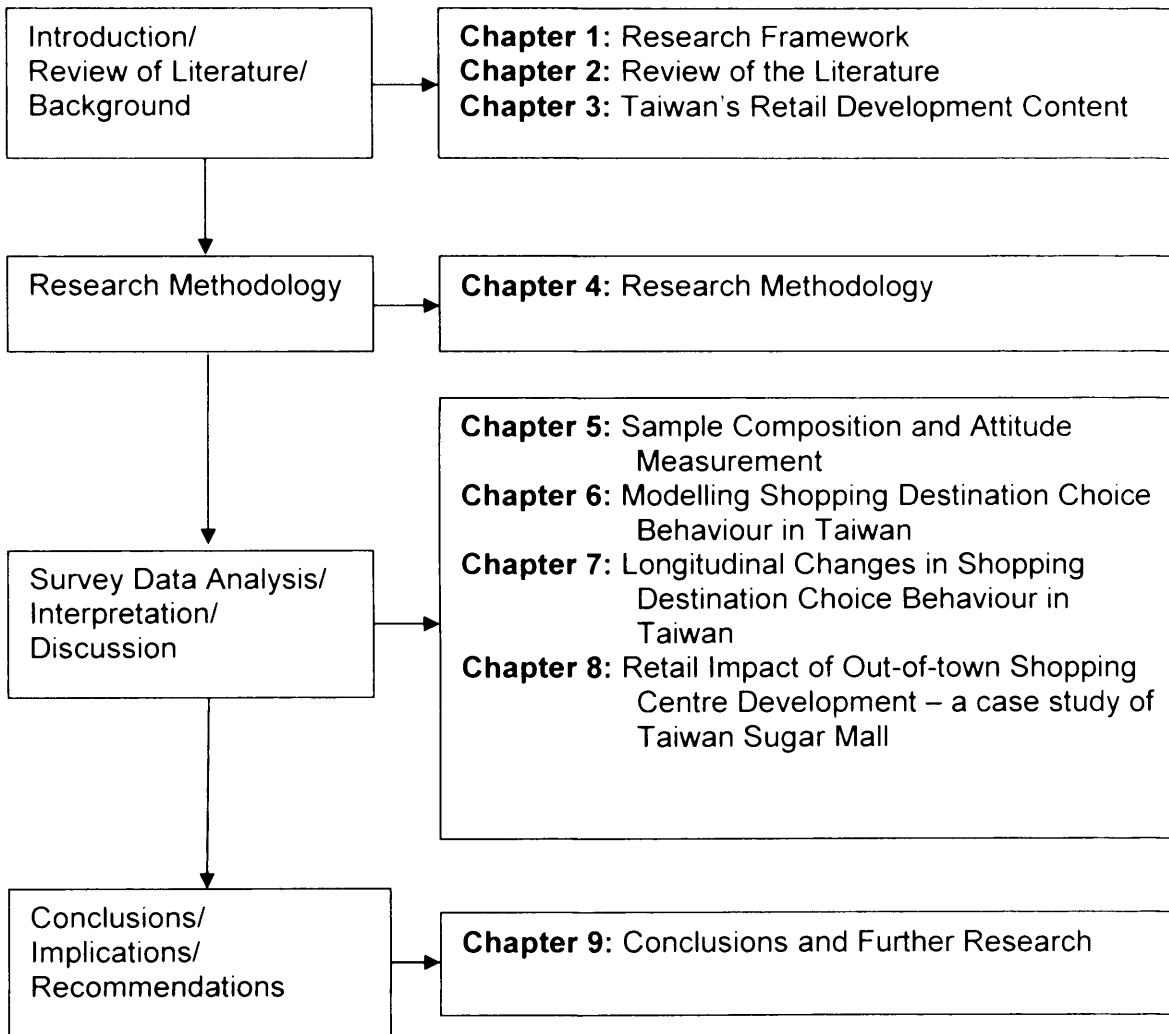 Introduction/
Review of Literature/
Background
Chapter 1: Research Framework
Chapter 2: Review of the Literature
Chapter 3: Taiwan's Retail Development Content
Research Methodology
Chapter 4: Research Methodology
Survey Data Analysis/
Interpretation/
Discussion
Chapter 5: Sample Composition and Attitude
Measurement
Chapter 6: Modelling Shopping Destination Choice
Behaviour in Taiwan
Chapter 7: Longitudinal Changes in Shopping
Destination Choice Behaviour in
Taiwan
Chapter 8: Retail Impact of Out-of-town Shopping
Centre Development – a case study of
Taiwan Sugar Mall
Conclusions/
Implications/
Recommendations
Chapter 9: Conclusions and Further Research